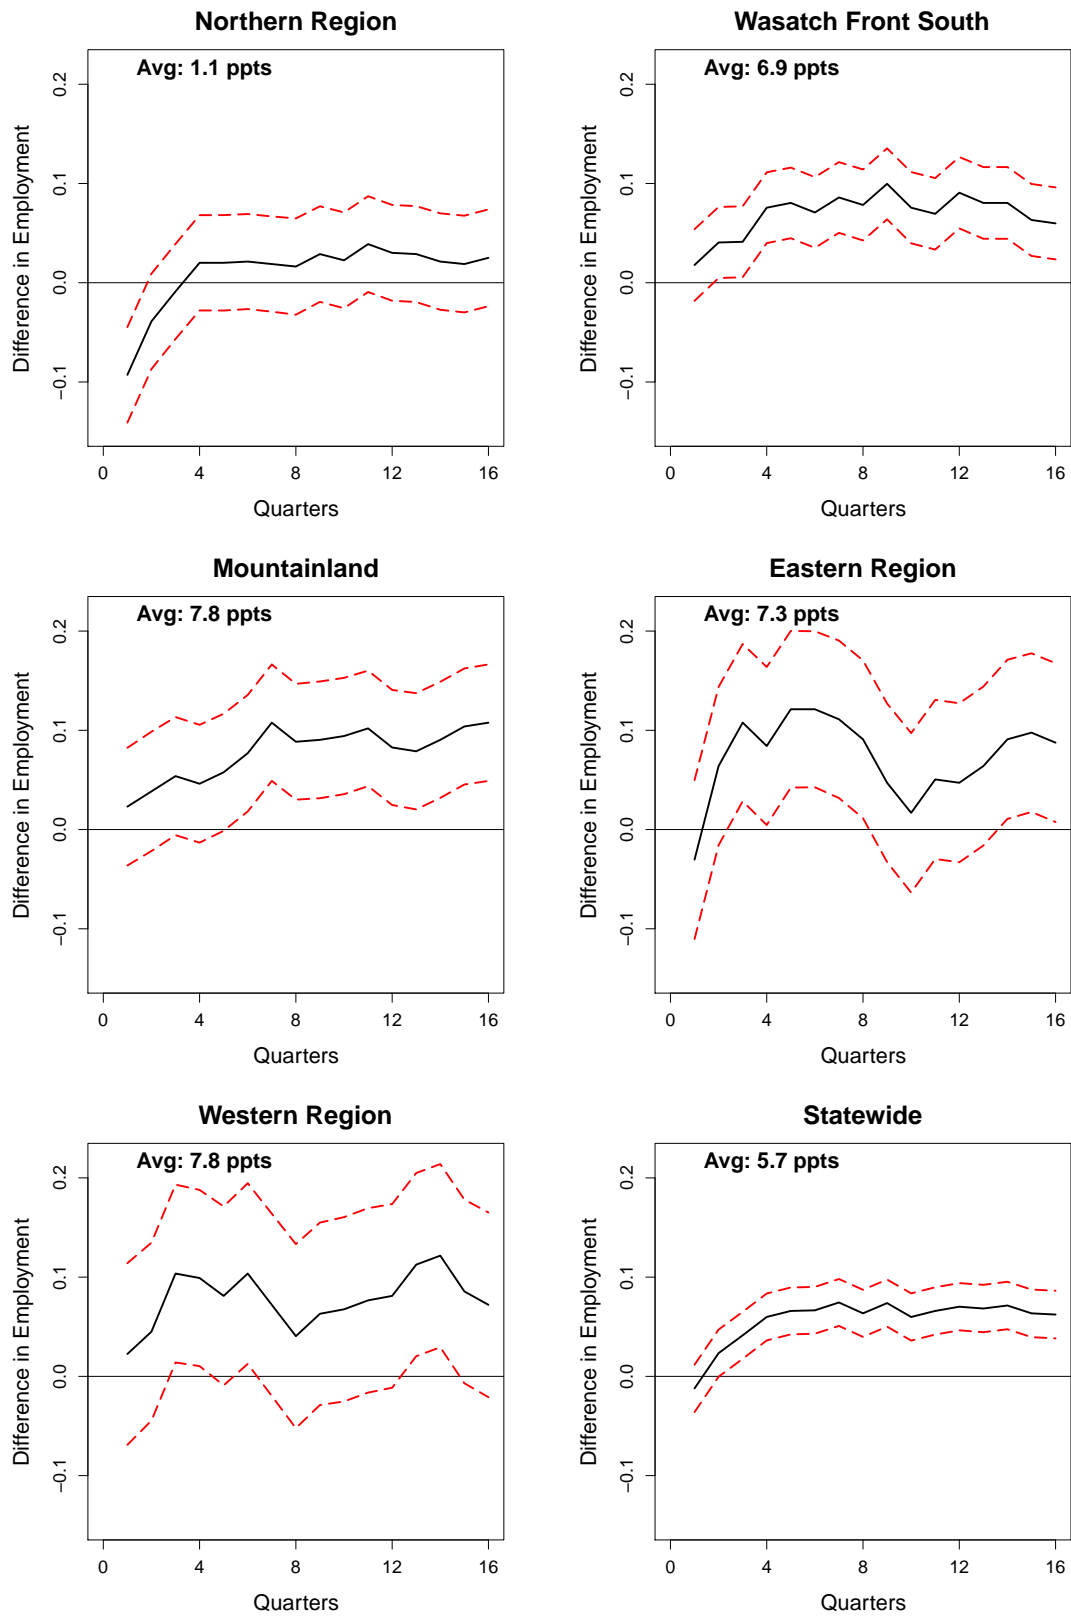 Northern Region
Avg: 1.1 ppts
Difference in Employment
0.2
0.1
0.0
−0.1
0 4 8 12 16
Quarters
Wasatch Front South
Avg: 6.9 ppts
Difference in Employment
0.2
0.1
0.0
−0.1
0 4 8 12 16
Quarters
Mountainland
Avg: 7.8 ppts
Difference in Employment
0.2
0.1
0.0
−0.1
0 4 8 12 16
Quarters
Eastern Region
Avg: 7.3 ppts
Difference in Employment
0.2
0.1
0.0
−0.1
0 4 8 12 16
Quarters
Western Region
Avg: 7.8 ppts
Difference in Employment
0.2
0.1
0.0
−0.1
0 4 8 12 16
Quarters
Statewide
Avg: 5.7 ppts
Difference in Employment
0.2
0.1
0.0
−0.1
0 4 8 12 16
Quarters